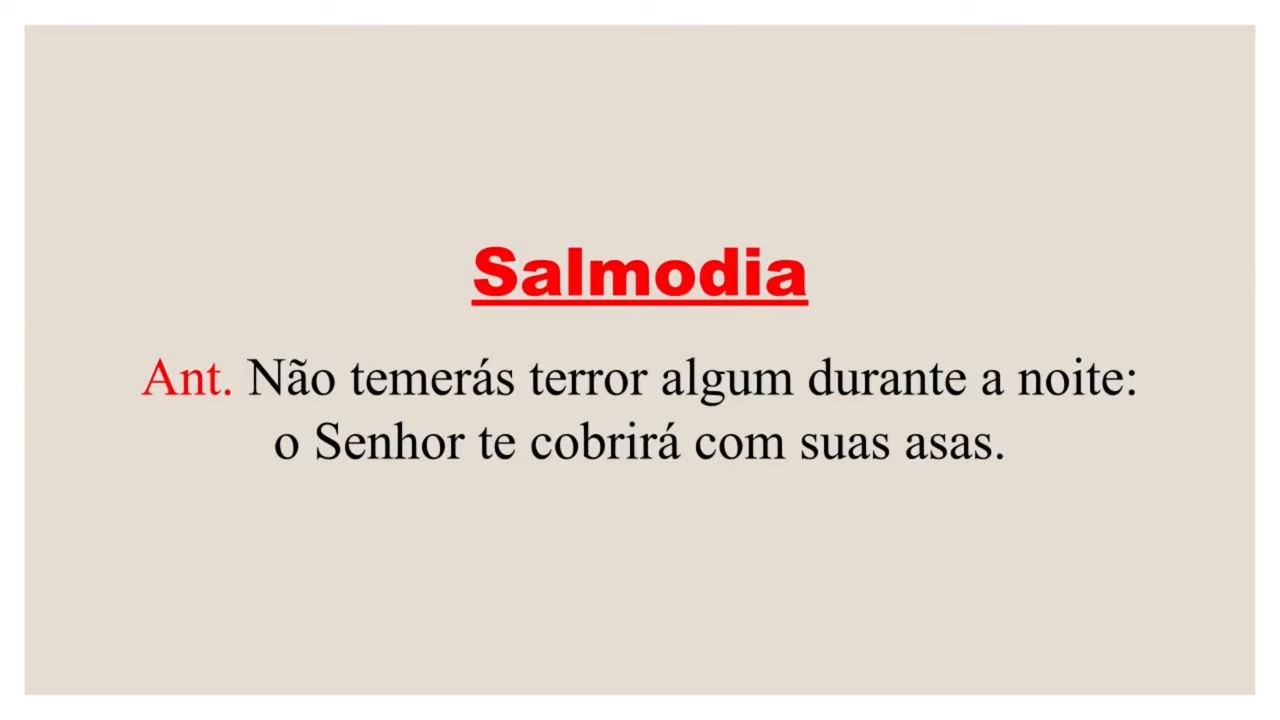 Salmodia
Ant. Não temerás terror algum durante a noite:
o Senhor te cobrirá com suas asas.